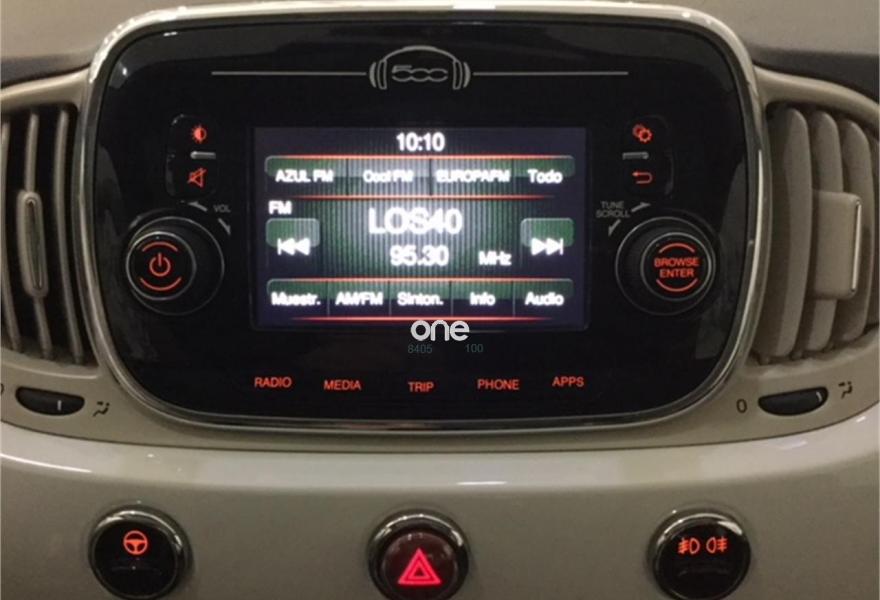 500
10:10
AZUL FM Cool FM EUROPAFM Todo
VOL
TUNE
SCROLL
FM
LOS40
95.30 MHz
BROWSE
ENTER
Muestr. AM/FM Sinton. Info Audio
one
8405 100
RADIO MEDIA TRIP PHONE APPS
0 0